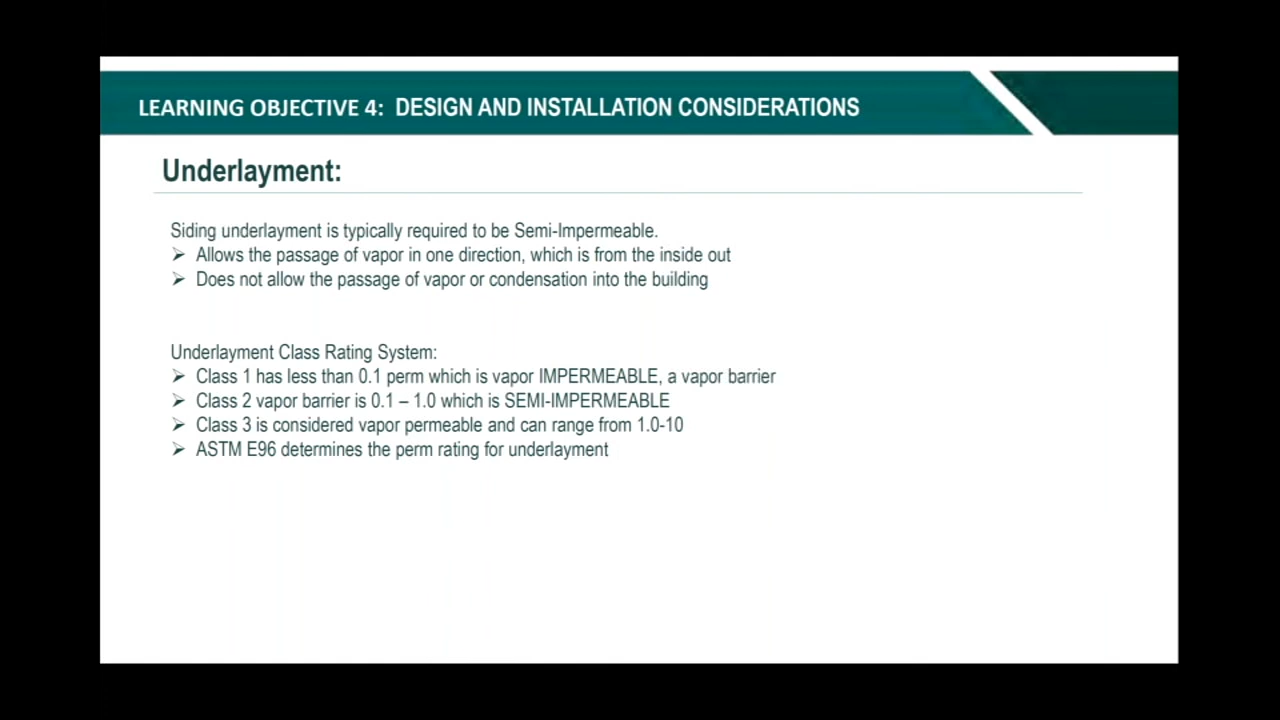 LEARNING OBJECTIVE 4: DESIGN AND INSTALLATION CONSIDERATIONS
Underlayment:
Siding underlayment is typically required to be Semi-Impermeable.
➢ Allows the passage of vapor in one direction, which is from the inside out
➢ Does not allow the passage of vapor or condensation into the building
Underlayment Class Rating System:
➢ Class 1 has less than 0.1 perm which is vapor IMPERMEABLE, a vapor barrier
➢ Class 2 vapor barrier is 0.1 – 1.0 which is SEMI-IMPERMEABLE
➢ Class 3 is considered vapor permeable and can range from 1.0-10
➢ ASTM E96 determines the perm rating for underlayment